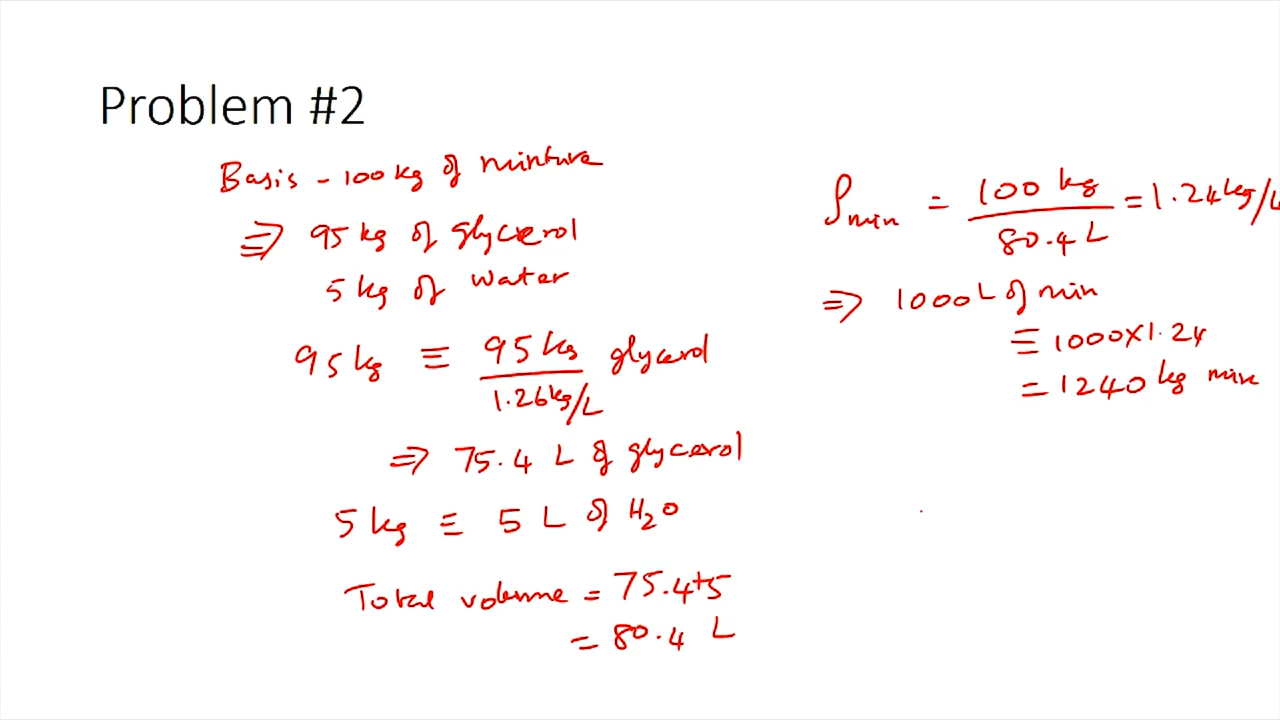 Problem #2
Basis - 100 kg of mixture
⇒ 95 kg of glycerol
5 kg of water
95 kg ≡ 95 kg / 1.26 kg/L glycerol
⇒ 75.4 L of glycerol
5 kg ≡ 5 L of H₂O
Total volume = 75.4+5
= 80.4 L
ρmix = 100 kg / 80.4 L = 1.24 kg/L
⇒ 1000 L of mix
≡ 1000×1.24
= 1240 kg mix